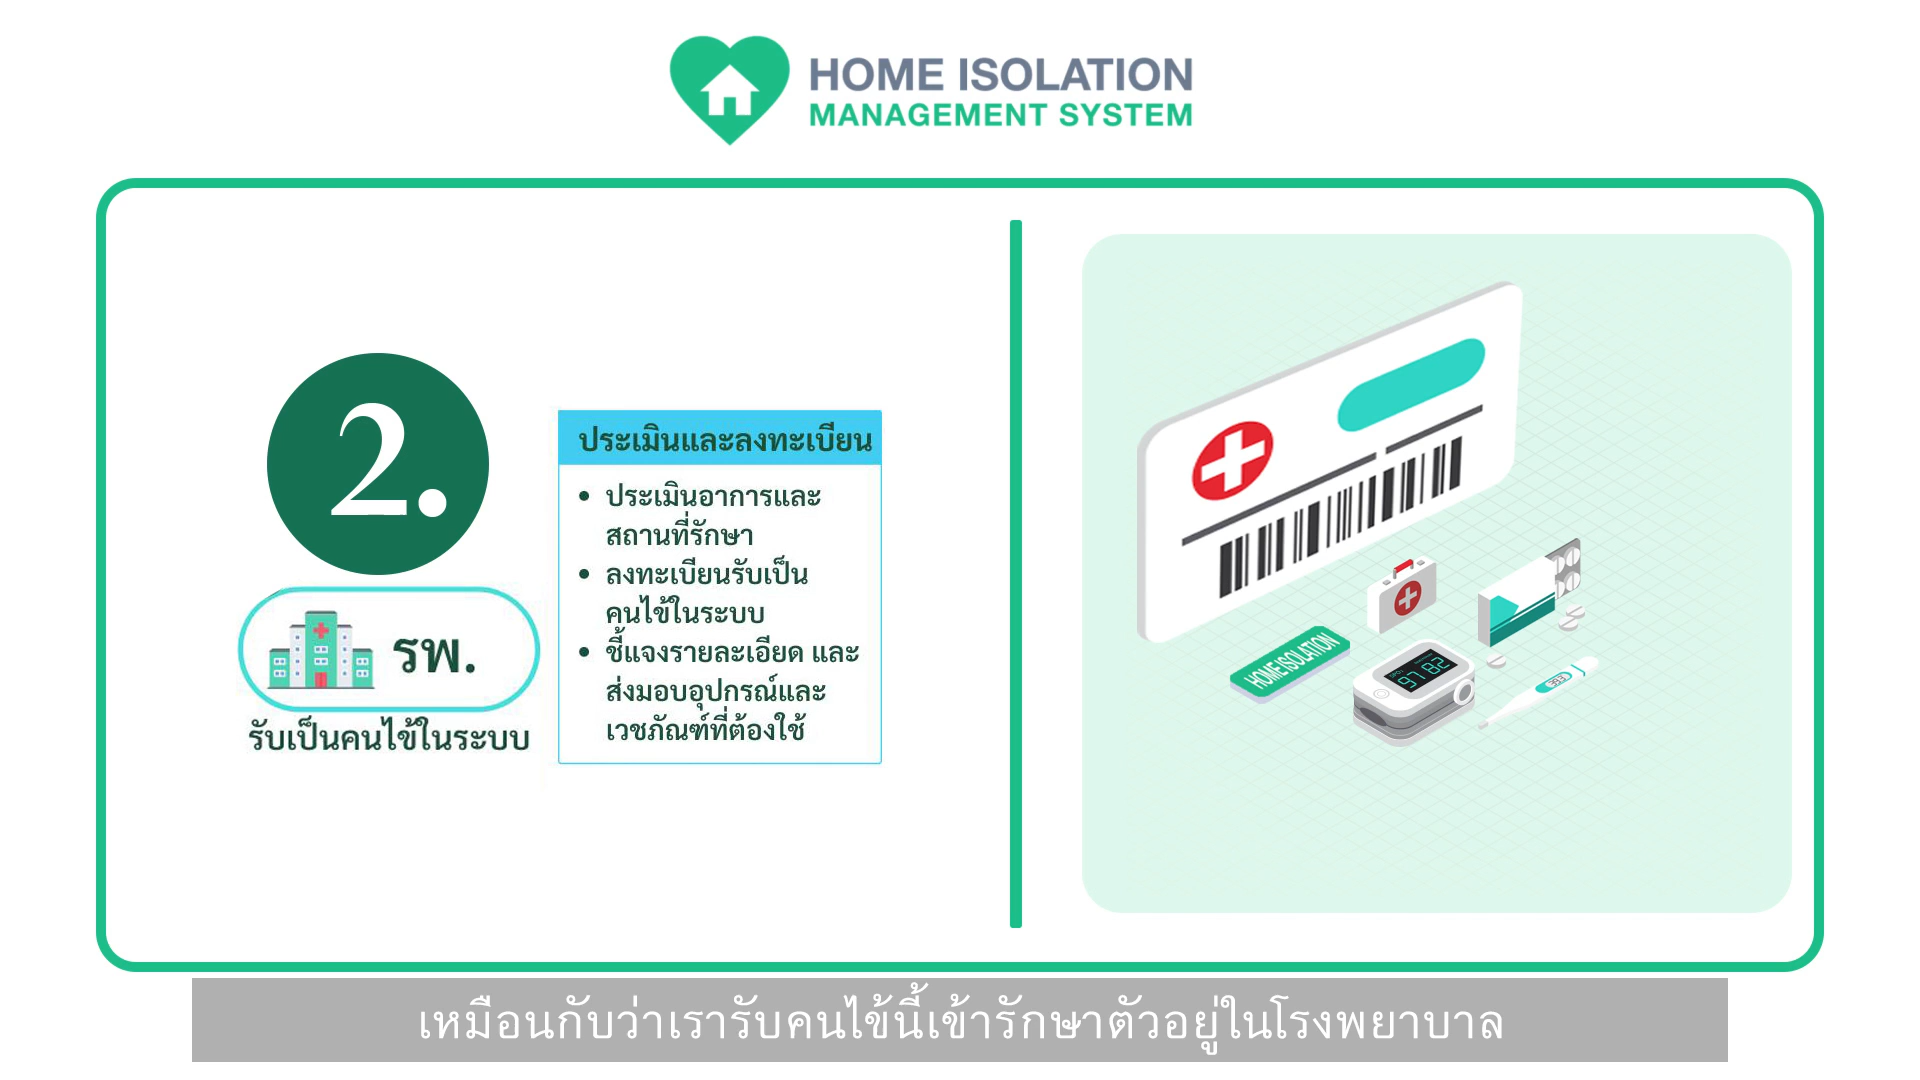 HOME ISOLATION
MANAGEMENT SYSTEM
2.
รพ.
รับเป็นคนไข้ในระบบ
ประเมินและลงทะเบียน
• ประเมินอาการและ
สถานที่รักษา
• ลงทะเบียนรับเป็น
คนไข้ในระบบ
• ชี้แจงรายละเอียด และ
ส่งมอบอุปกรณ์และ
เวชภัณฑ์ที่ต้องใช้
HOME ISOLATION
97 82
เหมือนกับว่าเรารับคนไข้นี้เข้ารักษาตัวอยู่ในโรงพยาบาล